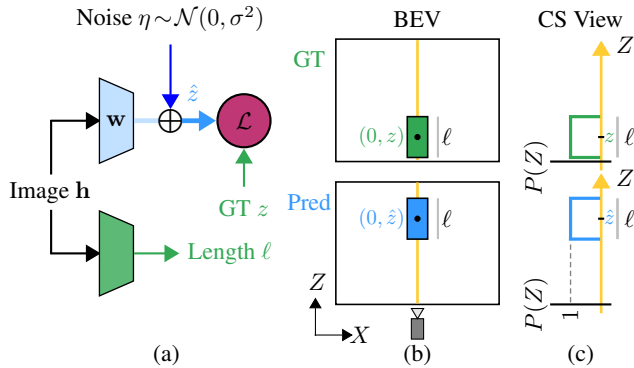 Noise η ~ 𝒩(0, σ²)
ẑ
w
ℒ
Image h
GT z
Length ℓ
(a)
BEV
GT
(0, z)
ℓ
Pred
(0, ẑ)
ℓ
Z
X
(b)
CS View
Z
z
ℓ
P(Z)
Z
ẑ
ℓ
P(Z)
1
(c)